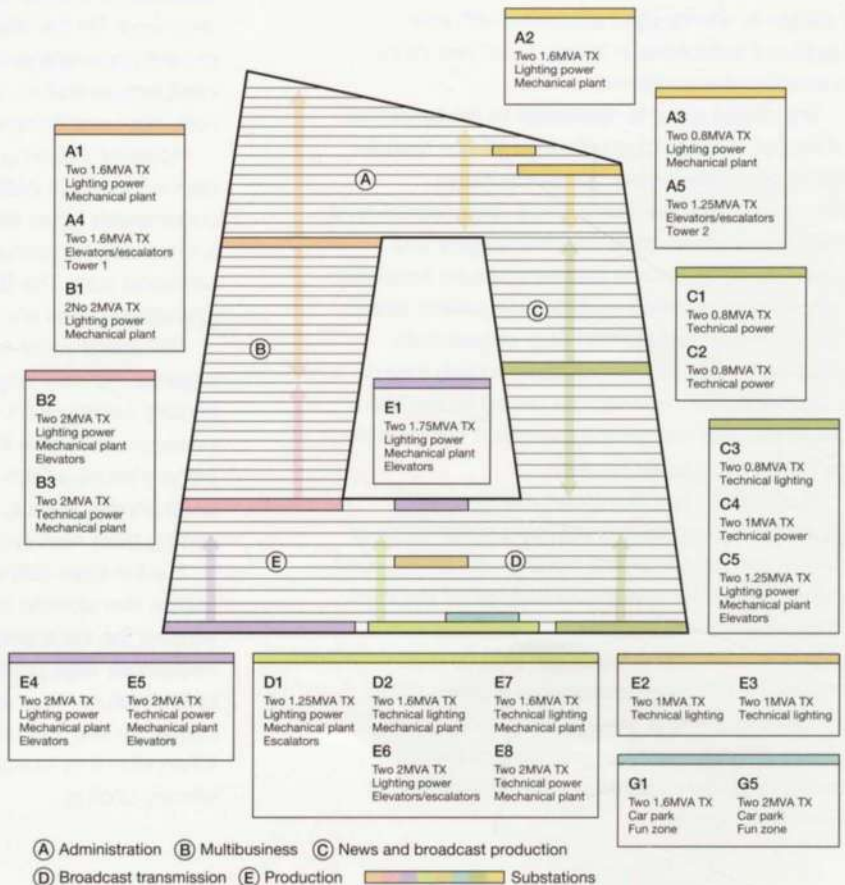 A2
Two 1.6MVA TX
Lighting power
Mechanical plant
A3
Two 0.8MVA TX
Lighting power
Mechanical plant
A5
Two 1.25MVA TX
Elevators/escalators
Tower 2
A1
Two 1.6MVA TX
Lighting power
Mechanical plant
A4
Two 1.6MVA TX
Elevators/escalators
Tower 1
B1
2No 2MVA TX
Lighting power
Mechanical plant
A
B
C
C1
Two 0.8MVA TX
Technical power
C2
Two 0.8MVA TX
Technical power
B2
Two 2MVA TX
Lighting power
Mechanical plant
Elevators
B3
Two 2MVA TX
Technical power
Mechanical plant
E1
Two 1.75MVA TX
Lighting power
Mechanical plant
Elevators
C3
Two 0.8MVA TX
Technical lighting
C4
Two 1MVA TX
Technical power
C5
Two 1.25MVA TX
Lighting power
Mechanical plant
Elevators
E
D
E4
Two 2MVA TX
Lighting power
Mechanical plant
Elevators
E5
Two 2MVA TX
Technical power
Mechanical plant
Elevators
D1
Two 1.25MVA TX
Lighting power
Mechanical plant
Escalators
D2
Two 1.6MVA TX
Technical lighting
Mechanical plant
E6
Two 2MVA TX
Lighting power
Elevators/escalators
E7
Two 1.6MVA TX
Technical lighting
Mechanical plant
E8
Two 2MVA TX
Technical power
Mechanical plant
E2
Two 1MVA TX
Technical lighting
E3
Two 1MVA TX
Technical lighting
G1
Two 1.6MVA TX
Car park
Fun zone
G5
Two 2MVA TX
Car park
Fun zone
A Administration B Multibusiness C News and broadcast production
D Broadcast transmission E Production Substations